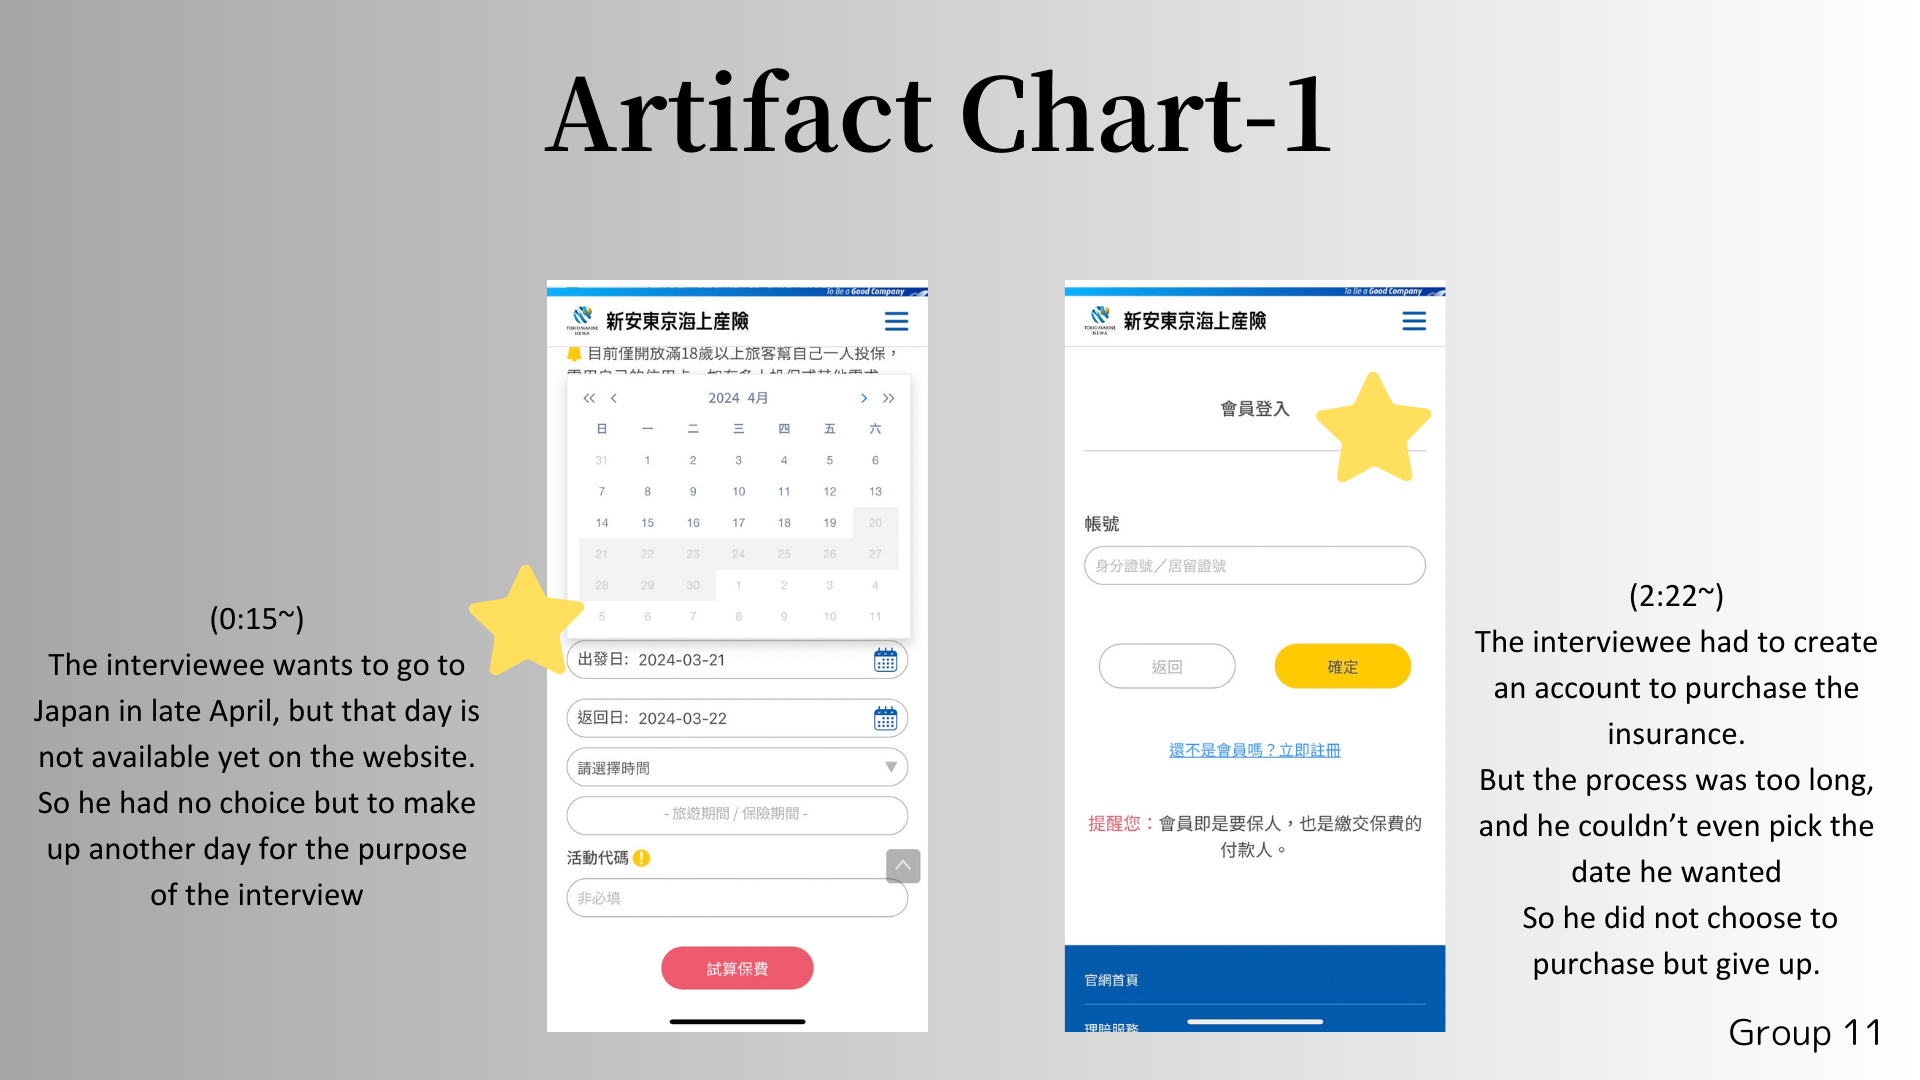 Artifact Chart-1
(0:15~)
The interviewee wants to go to
Japan in late April, but that day is
not available yet on the website.
So he had no choice but to make
up another day for the purpose
of the interview
To Be a Good Company
TOKIO MARINE
NEWA
新安東京海上産險
目前僅開放滿18歲以上旅客幫自己一人投保，
« ‹ 2024 4月 › »
日 一 二 三 四 五 六
31 1 2 3 4 5 6
7 8 9 10 11 12 13
14 15 16 17 18 19 20
21 22 23 24 25 26 27
28 29 30 1 2 3 4
5 6 7 8 9 10 11
出發日: 2024-03-21
返回日: 2024-03-22
請選擇時間
- 旅遊期間 / 保險期間 -
活動代碼
非必填
試算保費
To Be a Good Company
TOKIO MARINE
NEWA
新安東京海上産險
會員登入
帳號
身分證號／居留證號
返回 確定
還不是會員嗎？立即註冊
提醒您：會員即是要保人，也是繳交保費的
付款人。
官網首頁
理賠服務
(2:22~)
The interviewee had to create
an account to purchase the
insurance.
But the process was too long,
and he couldn’t even pick the
date he wanted
So he did not choose to
purchase but give up.
Group 11